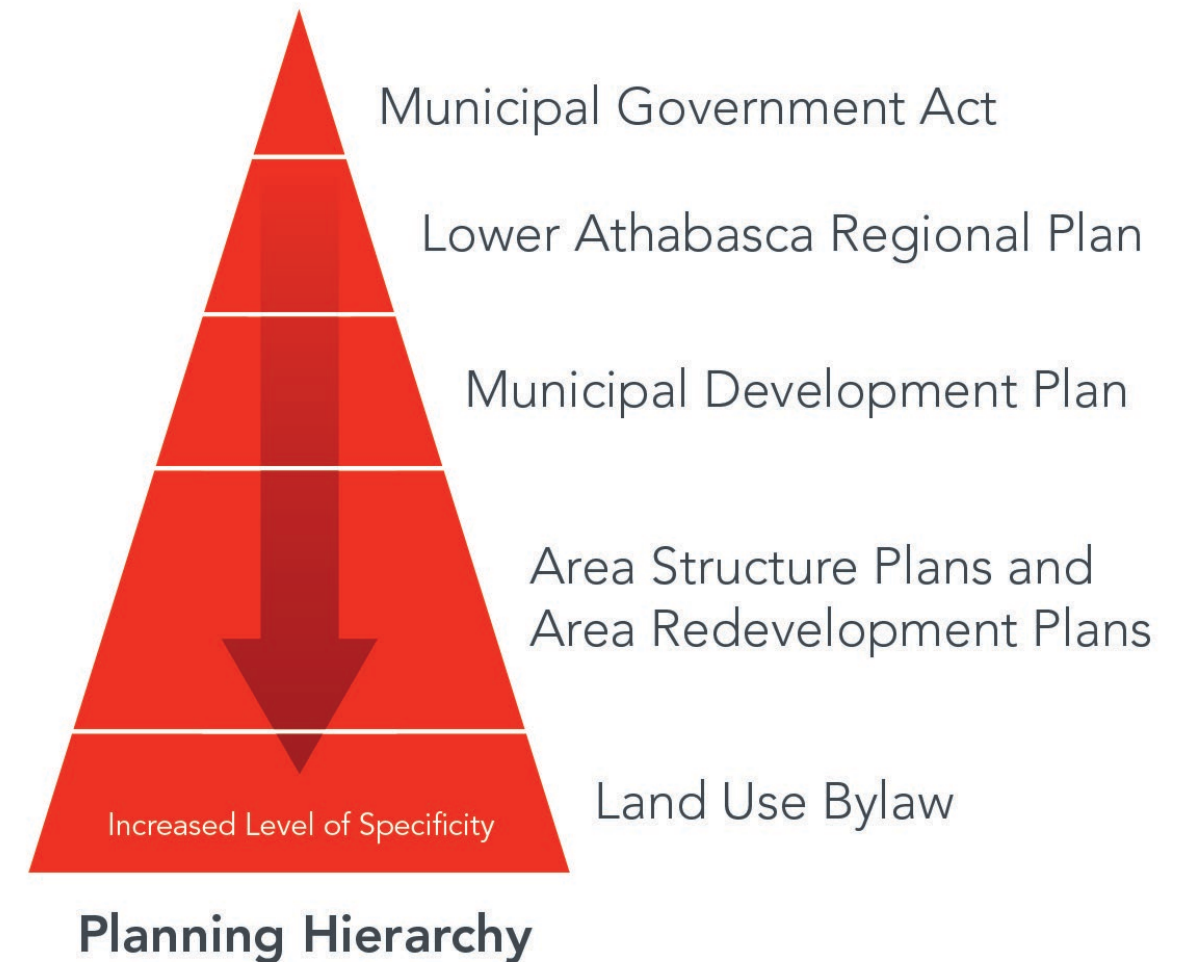 Municipal Government Act
Lower Athabasca Regional Plan
Municipal Development Plan
Area Structure Plans and
Area Redevelopment Plans
Land Use Bylaw
Increased Level of Specificity
Planning Hierarchy